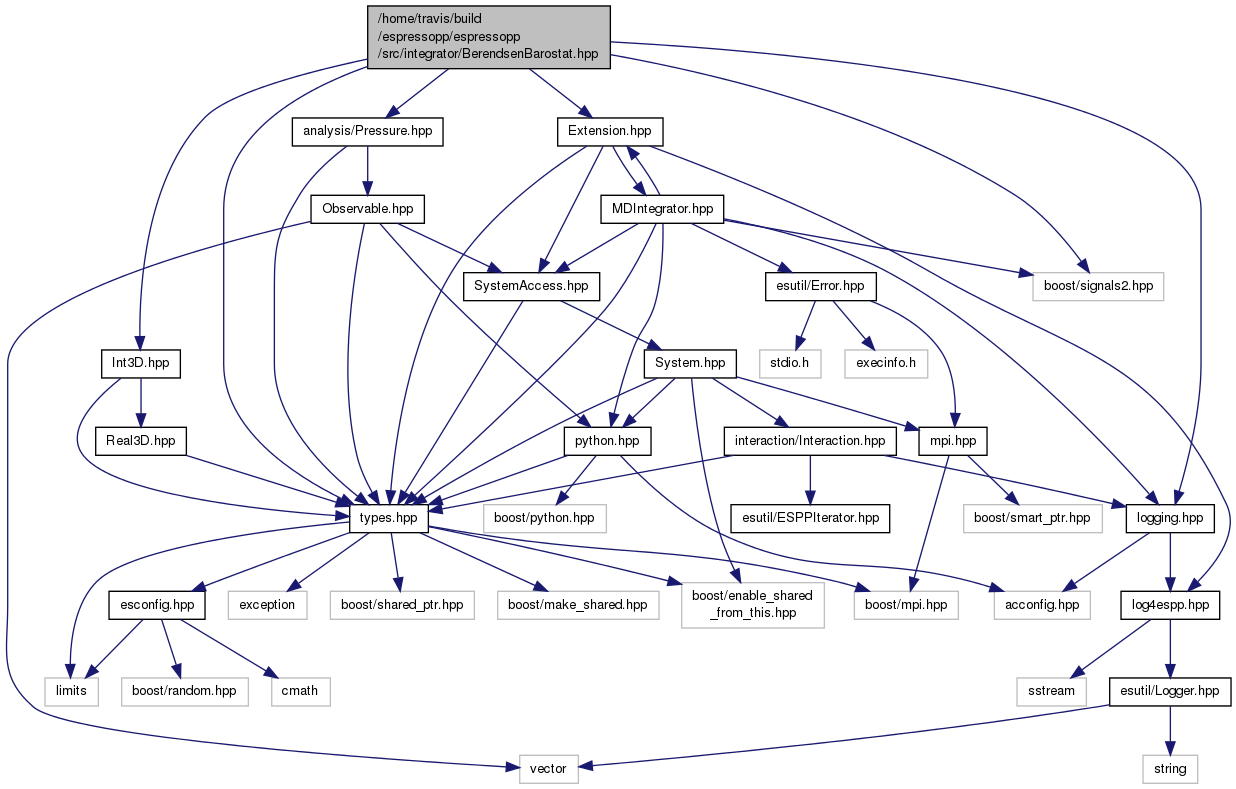 /home/travis/build
/espressopp/espressopp
/src/integrator/BerendsenBarostat.hpp
analysis/Pressure.hpp
Extension.hpp
Observable.hpp
MDIntegrator.hpp
SystemAccess.hpp
esutil/Error.hpp
boost/signals2.hpp
Int3D.hpp
System.hpp
stdio.h
execinfo.h
Real3D.hpp
python.hpp
interaction/Interaction.hpp
mpi.hpp
types.hpp
boost/python.hpp
esutil/ESPPIterator.hpp
boost/smart_ptr.hpp
logging.hpp
esconfig.hpp
exception
boost/shared_ptr.hpp
boost/make_shared.hpp
boost/enable_shared
_from_this.hpp
boost/mpi.hpp
acconfig.hpp
log4espp.hpp
limits
boost/random.hpp
cmath
sstream
esutil/Logger.hpp
vector
string